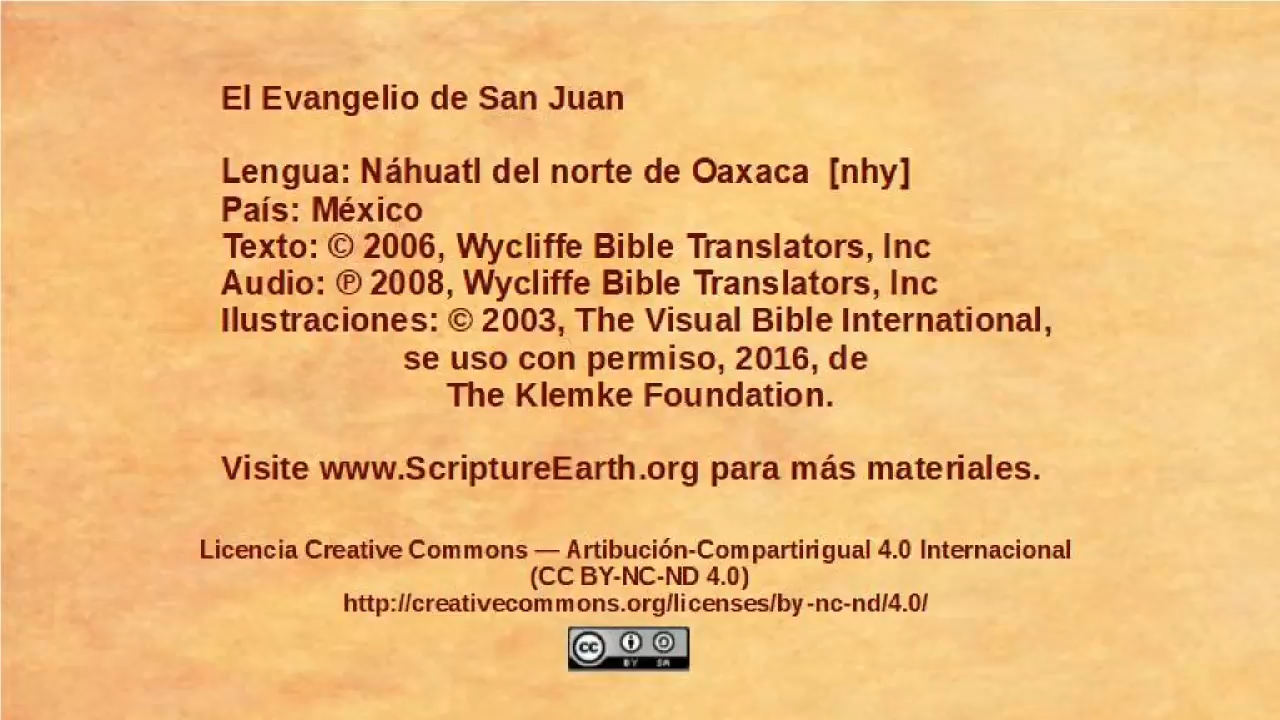 El Evangelio de San Juan
Lengua: Náhuatl del norte de Oaxaca [nhy]
País: México
Texto: © 2006, Wycliffe Bible Translators, Inc
Audio: ℗ 2008, Wycliffe Bible Translators, Inc
Ilustraciones: © 2003, The Visual Bible International,
se uso con permiso, 2016, de
The Klemke Foundation.
Visite www.ScriptureEarth.org para más materiales.
Licencia Creative Commons — Artibución-Compartirigual 4.0 Internacional
(CC BY-NC-ND 4.0)
http://creativecommons.org/licenses/by-nc-nd/4.0/
cc BY SA